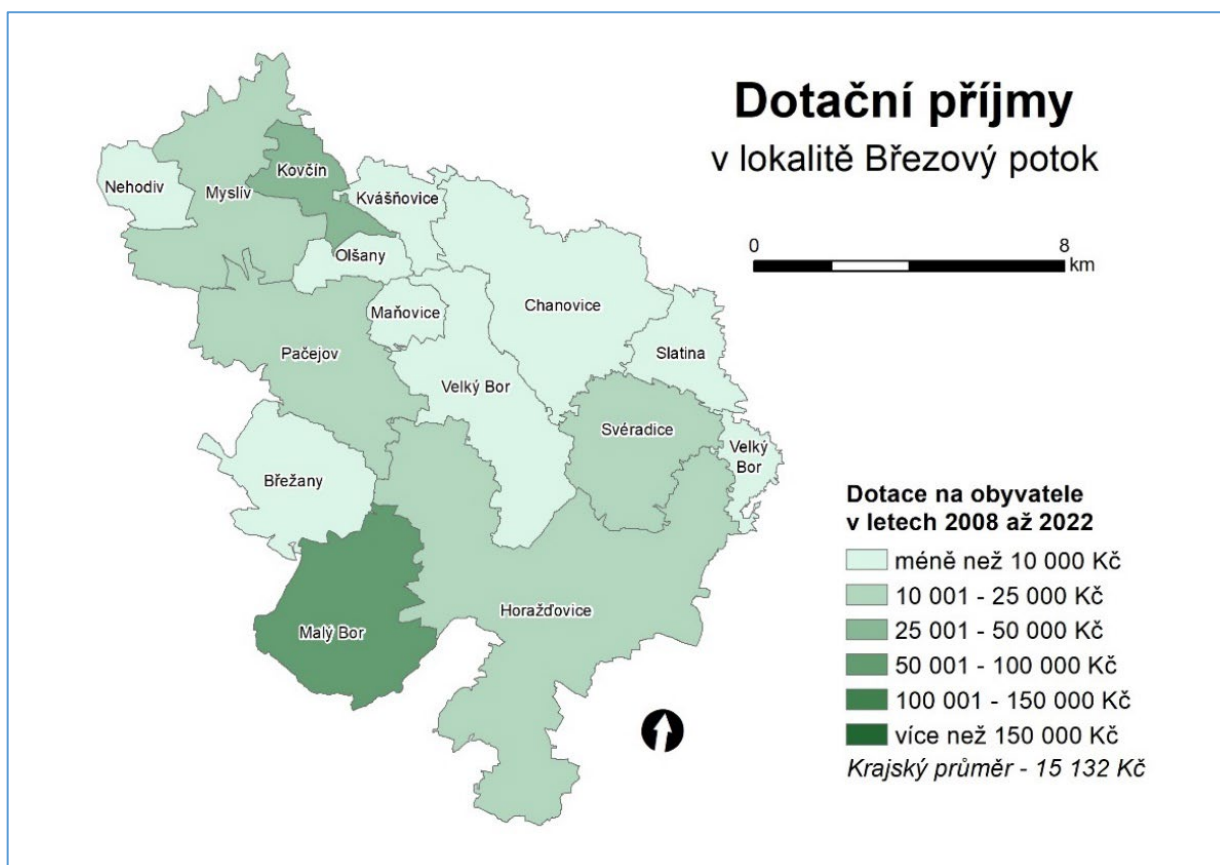 Dotační příjmy
v lokalitě Březový potok
0 8
km
Kovčín
Nehodiv
Myslív
Kvášňovice
Olšany
Maňovice
Chanovice
Pačejov
Slatina
Velký Bor
Svéradice
Velký
Bor
Břežany
Horažďovice
Malý Bor
Dotace na obyvatele
v letech 2008 až 2022
méně než 10 000 Kč
10 001 - 25 000 Kč
25 001 - 50 000 Kč
50 001 - 100 000 Kč
100 001 - 150 000 Kč
více než 150 000 Kč
Krajský průměr - 15 132 Kč